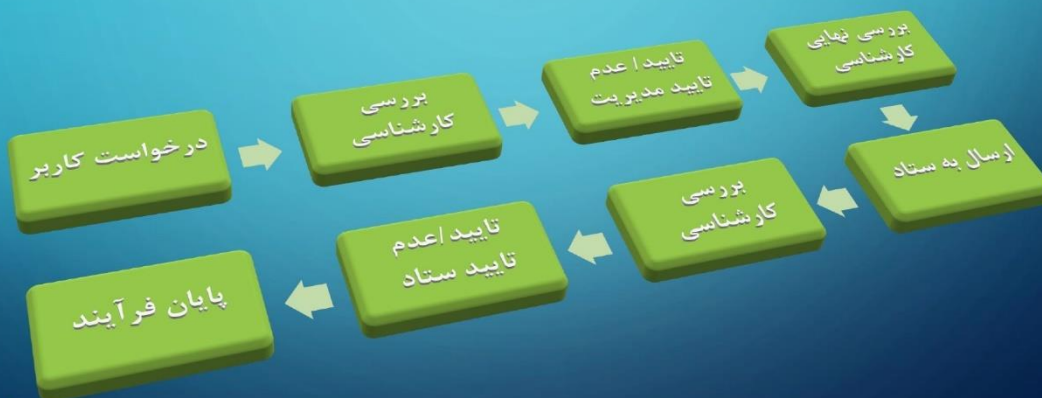 درخواست کاربر
بررسی
کارشناسی
تایید / عدم
تایید مدیریت
بررسی نهایی
کارشناسی
ارسال به ستاد
بررسی
کارشناسی
تایید /عدم
تایید ستاد
پایان فرآیند